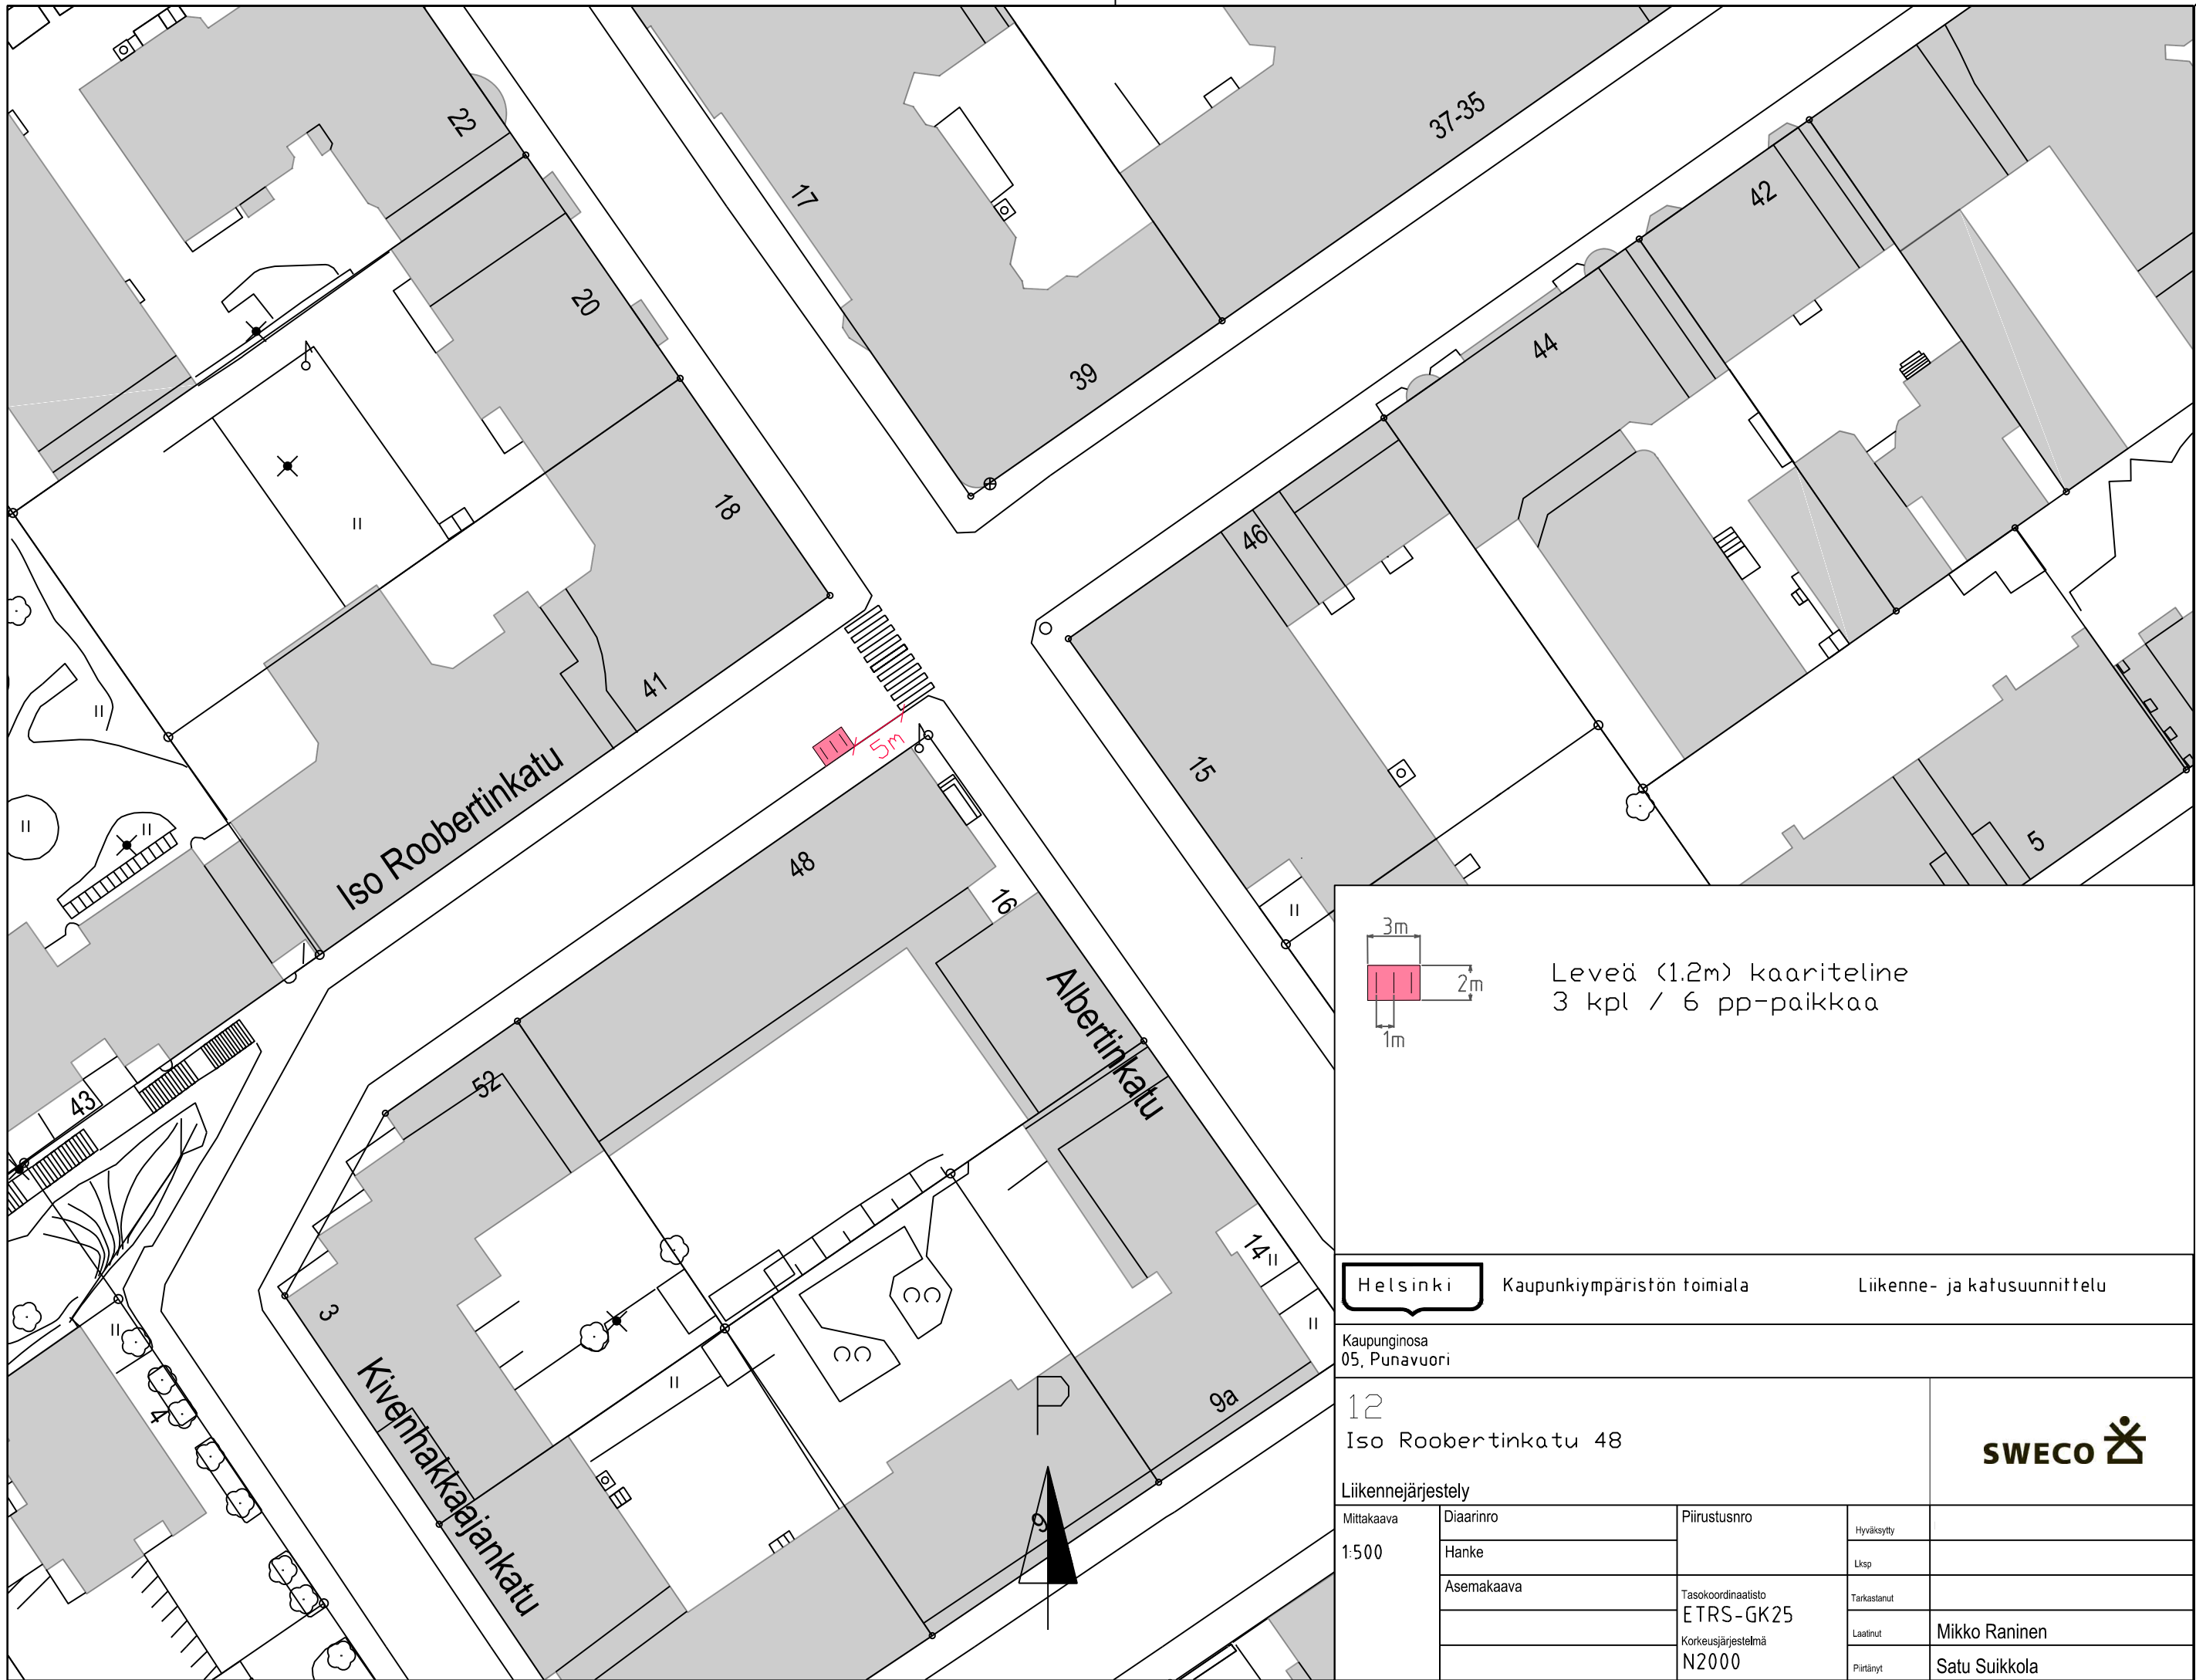 22
37-35
17
42
20
44
39
18
46
41
5m
15
Iso Roobertinkatu
48
5
16
Albertinkatu
52
43
14
3
Kivenhakkaajankatu
4
9a
9
P
3m
2m
1m
Leveä (1.2m) kaariteline
3 kpl / 6 pp-paikkaa
Helsinki
Kaupunkiympäristön toimiala
Liikenne- ja katusuunnittelu
Kaupunginosa
05, Punavuori
12
Iso Roobertinkatu 48
Liikennejärjestely
SWECO
Mittakaava
1:500
Diaarinro
Hanke
Asemakaava
Piirustusnro
Tasokoordinaatisto
ETRS-GK25
Korkeusjärjestelmä
N2000
Hyväksytty
Lksp
Tarkastanut
Laatinut
Mikko Raninen
Piirtänyt
Satu Suikkola